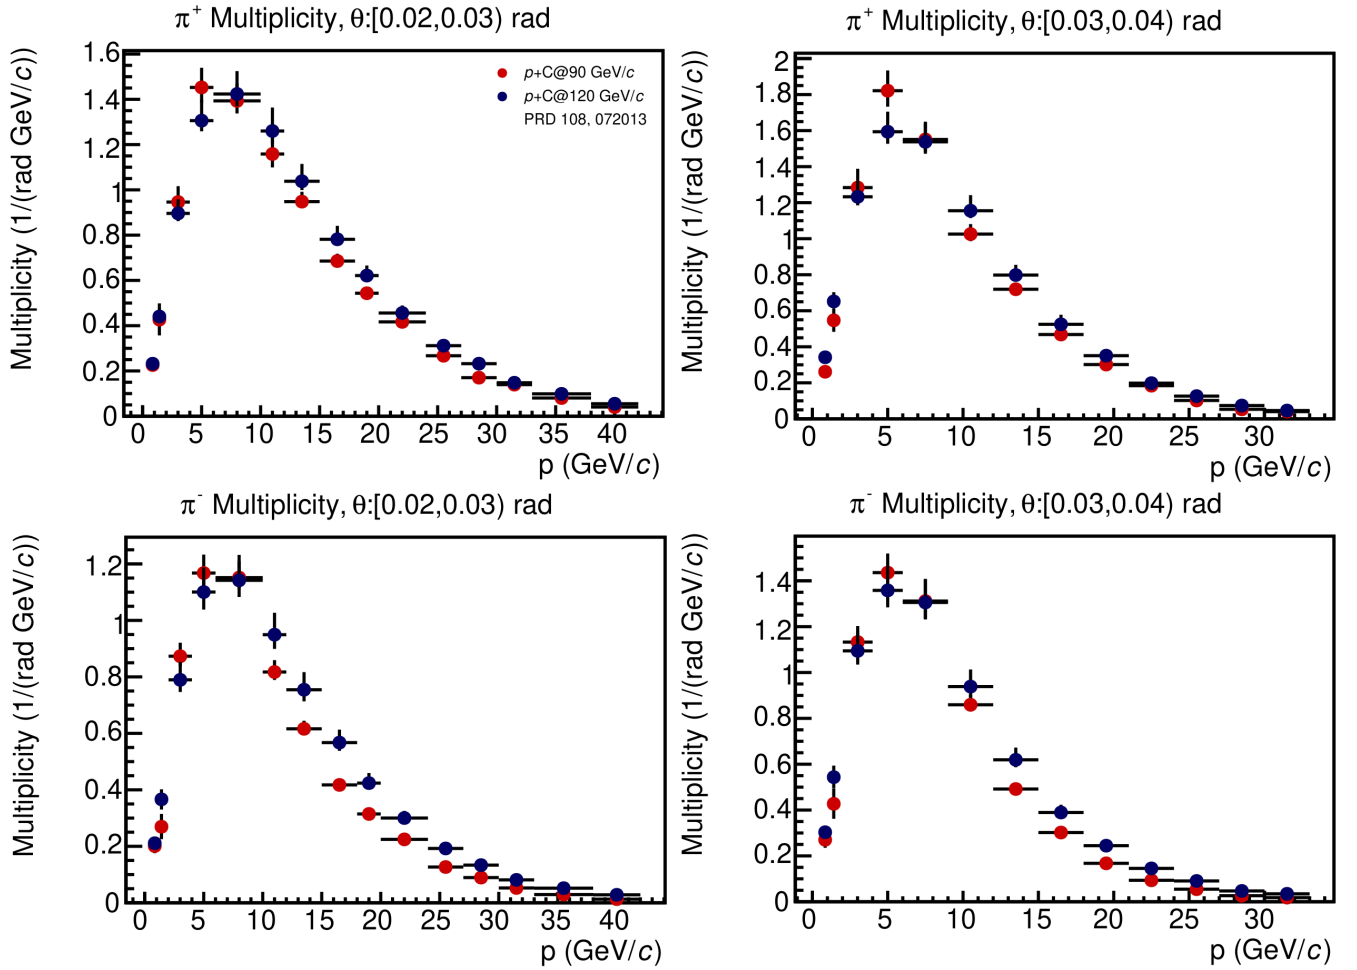 π⁺ Multiplicity, θ:[0.02,0.03) rad
Multiplicity (1/(rad GeV/c))
1.6
1.4
1.2
1
0.8
0.6
0.4
0.2
0
p+C@90 GeV/c
p+C@120 GeV/c
PRD 108, 072013
0 5 10 15 20 25 30 35 40
p (GeV/c)
π⁺ Multiplicity, θ:[0.03,0.04) rad
Multiplicity (1/(rad GeV/c))
2
1.8
1.6
1.4
1.2
1
0.8
0.6
0.4
0.2
0
0 5 10 15 20 25 30
p (GeV/c)
π⁻ Multiplicity, θ:[0.02,0.03) rad
Multiplicity (1/(rad GeV/c))
1.2
1
0.8
0.6
0.4
0.2
0
0 5 10 15 20 25 30 35 40
p (GeV/c)
π⁻ Multiplicity, θ:[0.03,0.04) rad
Multiplicity (1/(rad GeV/c))
1.4
1.2
1
0.8
0.6
0.4
0.2
0
0 5 10 15 20 25 30
p (GeV/c)